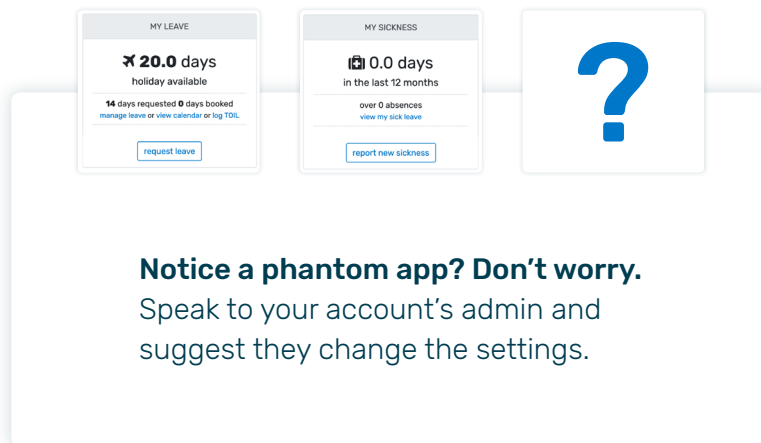 MY LEAVE
20.0 days
holiday available
14 days requested 0 days booked
manage leave or view calendar or log TOIL
request leave
MY SICKNESS
0.0 days
in the last 12 months
over 0 absences
view my sick leave
report new sickness
?
Notice a phantom app? Don’t worry.
Speak to your account’s admin and
suggest they change the settings.